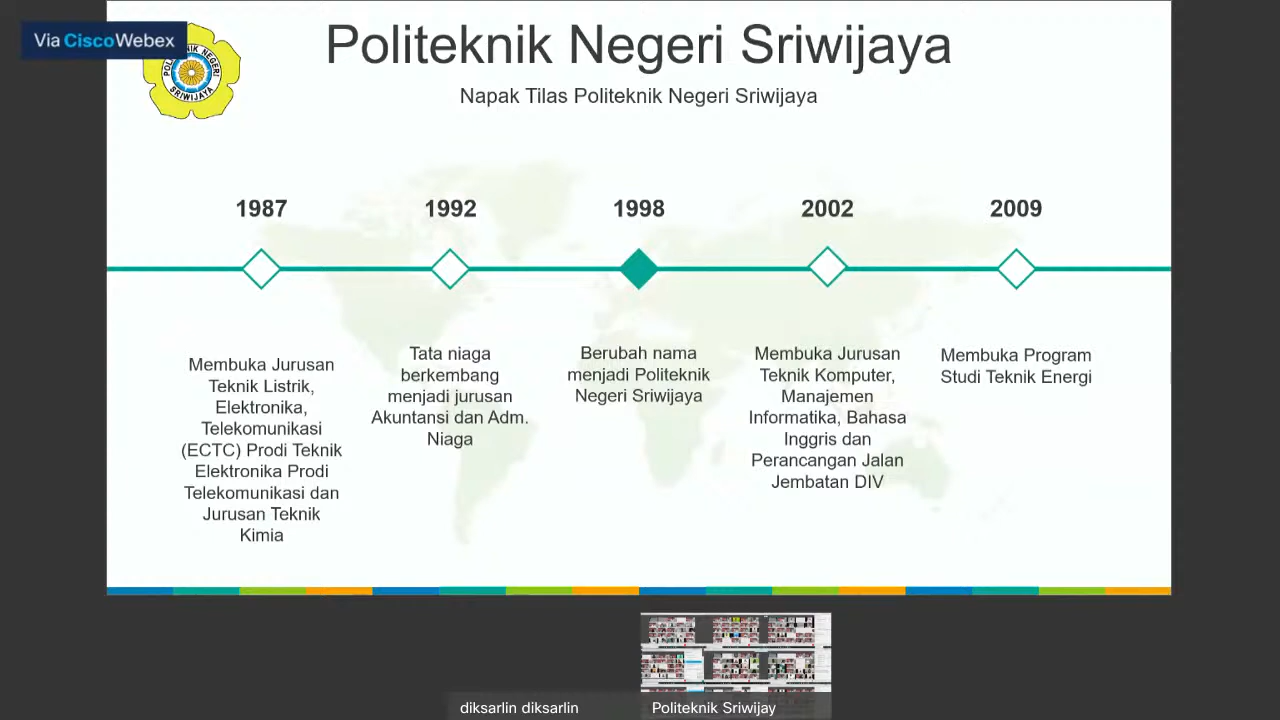 Via CiscoWebex
POLITEKNIK NEGERI
SRIWIJAYA
Politeknik Negeri Sriwijaya
Napak Tilas Politeknik Negeri Sriwijaya
1987
Membuka Jurusan
Teknik Listrik,
Elektronika,
Telekomunikasi
(ECTC) Prodi Teknik
Elektronika Prodi
Telekomunikasi dan
Jurusan Teknik
Kimia
1992
Tata niaga
berkembang
menjadi jurusan
Akuntansi dan Adm.
Niaga
1998
Berubah nama
menjadi Politeknik
Negeri Sriwijaya
2002
Membuka Jurusan
Teknik Komputer,
Manajemen
Informatika, Bahasa
Inggris dan
Perancangan Jalan
Jembatan DIV
2009
Membuka Program
Studi Teknik Energi
diksarlin diksarlin
Politeknik Sriwijay